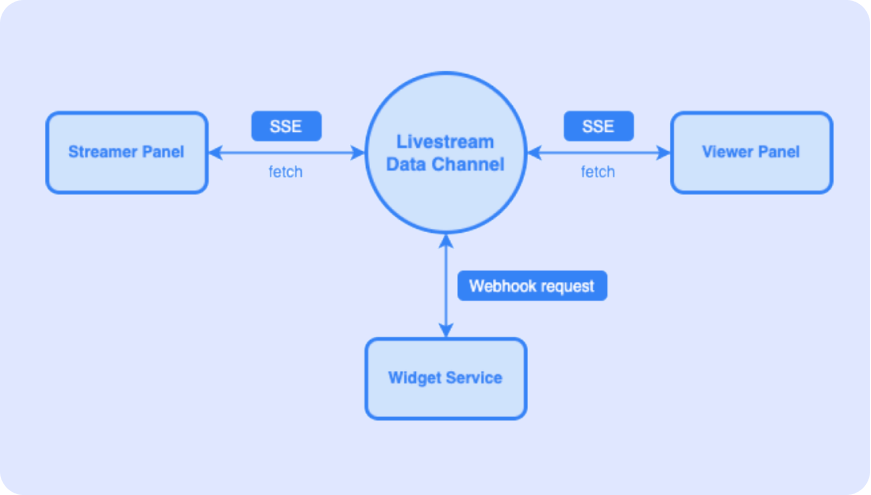 SSE
SSE
Livestream
Data Channel
Streamer Panel
Viewer Panel
fetch
fetch
Webhook request
Widget Service